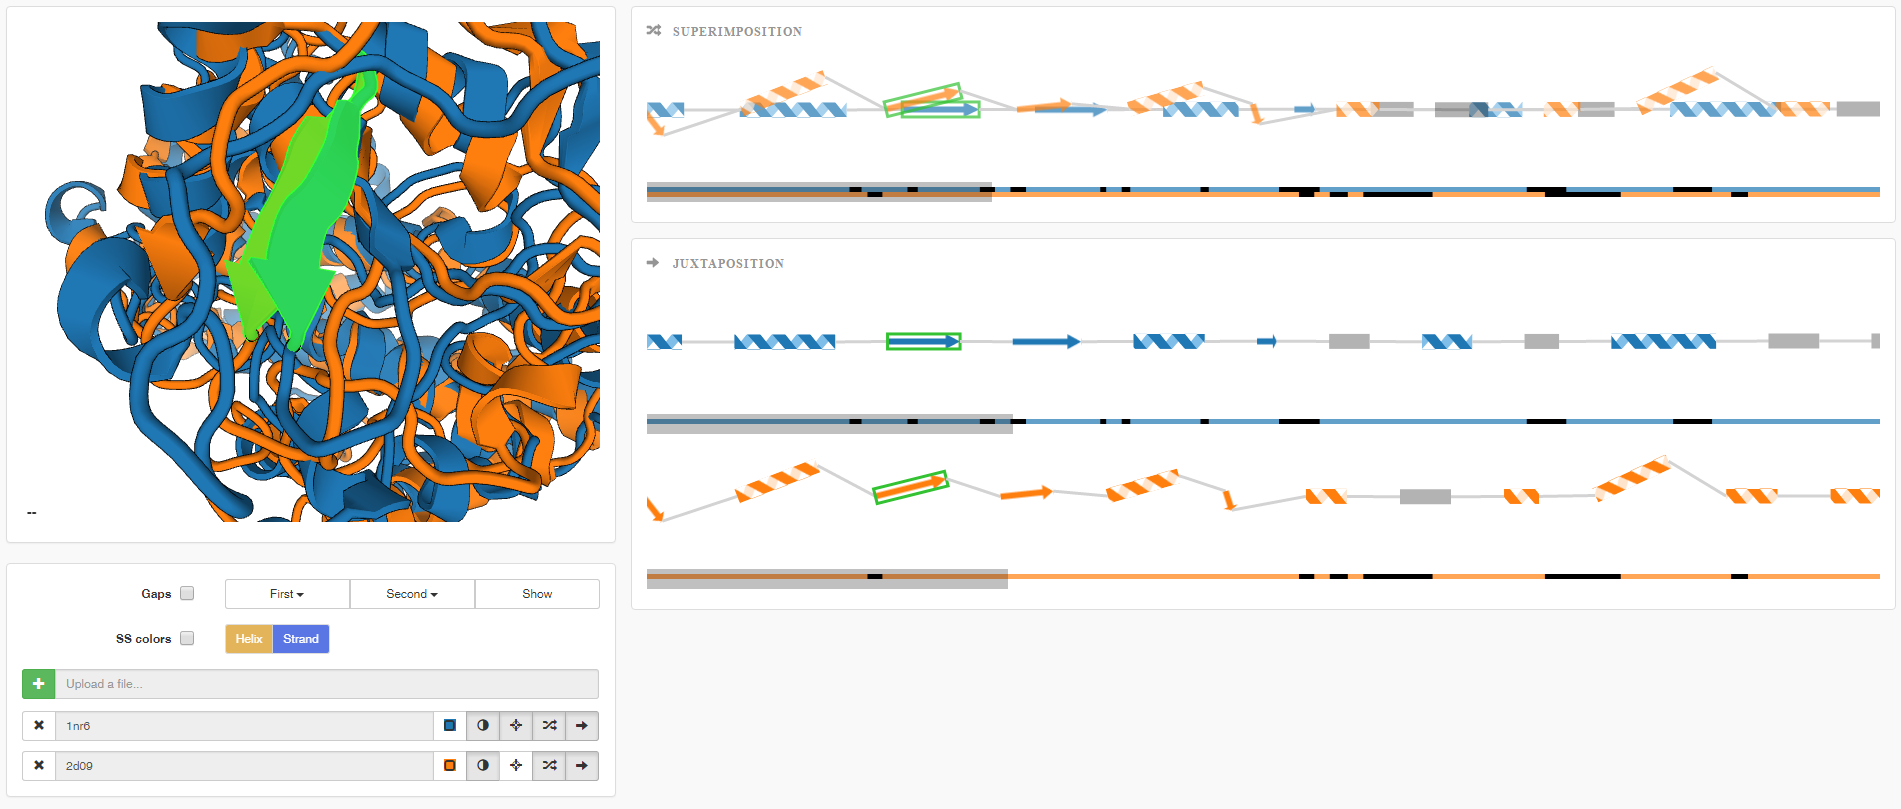 SUPERIMPOSITION
JUXTAPOSITION
--
Gaps First Second Show
SS colors Helix Strand
Upload a file...
1nr6
2d09